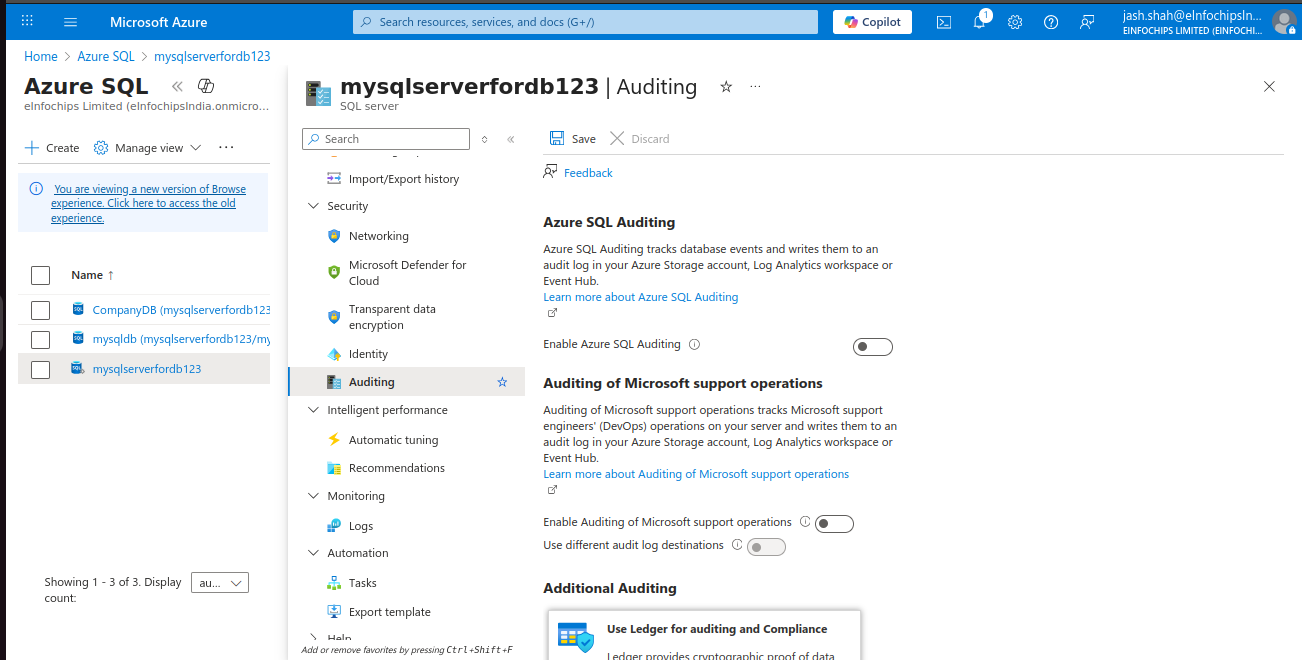 Microsoft Azure
Search resources, services, and docs (G+/)
Copilot
1
jash.shah@eInfochipsIn...
EINFOCHIPS LIMITED (EINFOCHI...
Home > Azure SQL > mysqlserverfordb123
Azure SQL
eInfochips Limited (eInfochipsIndia.onmicro...
Create
Manage view
...
You are viewing a new version of Browse
experience. Click here to access the old
experience.
Name ↑
CompanyDB (mysqlserverfordb123
mysqldb (mysqlserverfordb123/my
mysqlserverfordb123
Showing 1 - 3 of 3. Display
count:
au...
mysqlserverfordb123 | Auditing
...
SQL server
Search
Import/Export history
Security
Networking
Microsoft Defender for
Cloud
Transparent data
encryption
Identity
Auditing
Intelligent performance
Automatic tuning
Recommendations
Monitoring
Logs
Automation
Tasks
Export template
Help
Add or remove favorites by pressing Ctrl+Shift+F
Save
Discard
Feedback
Azure SQL Auditing
Azure SQL Auditing tracks database events and writes them to an
audit log in your Azure Storage account, Log Analytics workspace or
Event Hub.
Learn more about Azure SQL Auditing
Enable Azure SQL Auditing
Auditing of Microsoft support operations
Auditing of Microsoft support operations tracks Microsoft support
engineers' (DevOps) operations on your server and writes them to an
audit log in your Azure Storage account, Log Analytics workspace or
Event Hub.
Learn more about Auditing of Microsoft support operations
Enable Auditing of Microsoft support operations
Use different audit log destinations
Additional Auditing
Use Ledger for auditing and Compliance
Ledger provides cryptographic proof of data